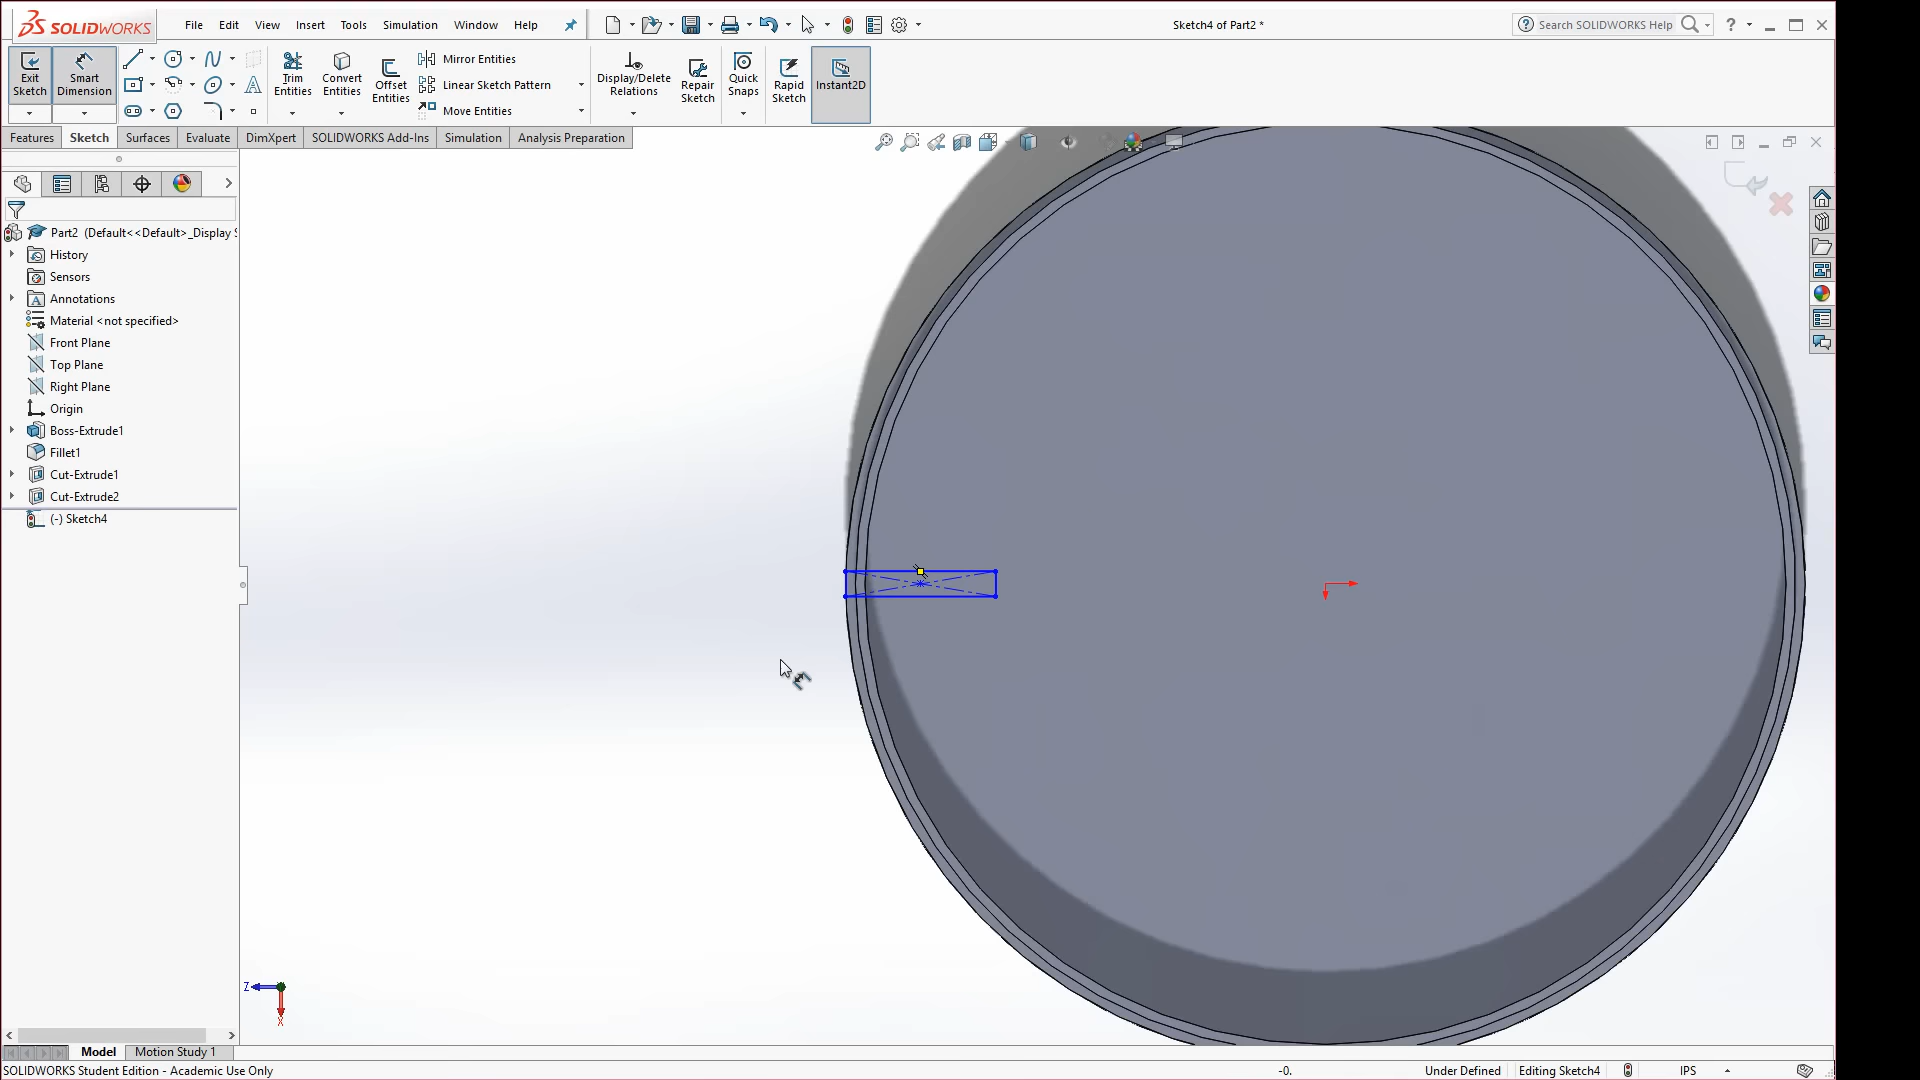 SOLIDWORKS
File Edit View Insert Tools Simulation Window Help
Sketch4 of Part2 *
Search SOLIDWORKS Help
?
Exit Sketch
Smart Dimension
Trim Entities
Convert Entities
Offset Entities
Mirror Entities
Linear Sketch Pattern
Move Entities
Display/Delete Relations
Repair Sketch
Quick Snaps
Rapid Sketch
Instant2D
Features Sketch Surfaces Evaluate DimXpert SOLIDWORKS Add-Ins Simulation Analysis Preparation
Part2 (Default<<Default>_Display
History
Sensors
Annotations
Material <not specified>
Front Plane
Top Plane
Right Plane
Origin
Boss-Extrude1
Fillet1
Cut-Extrude1
Cut-Extrude2
(-) Sketch4
Z
X
Model Motion Study 1
SOLIDWORKS Student Edition - Academic Use Only
-0.
Under Defined
Editing Sketch4
IPS